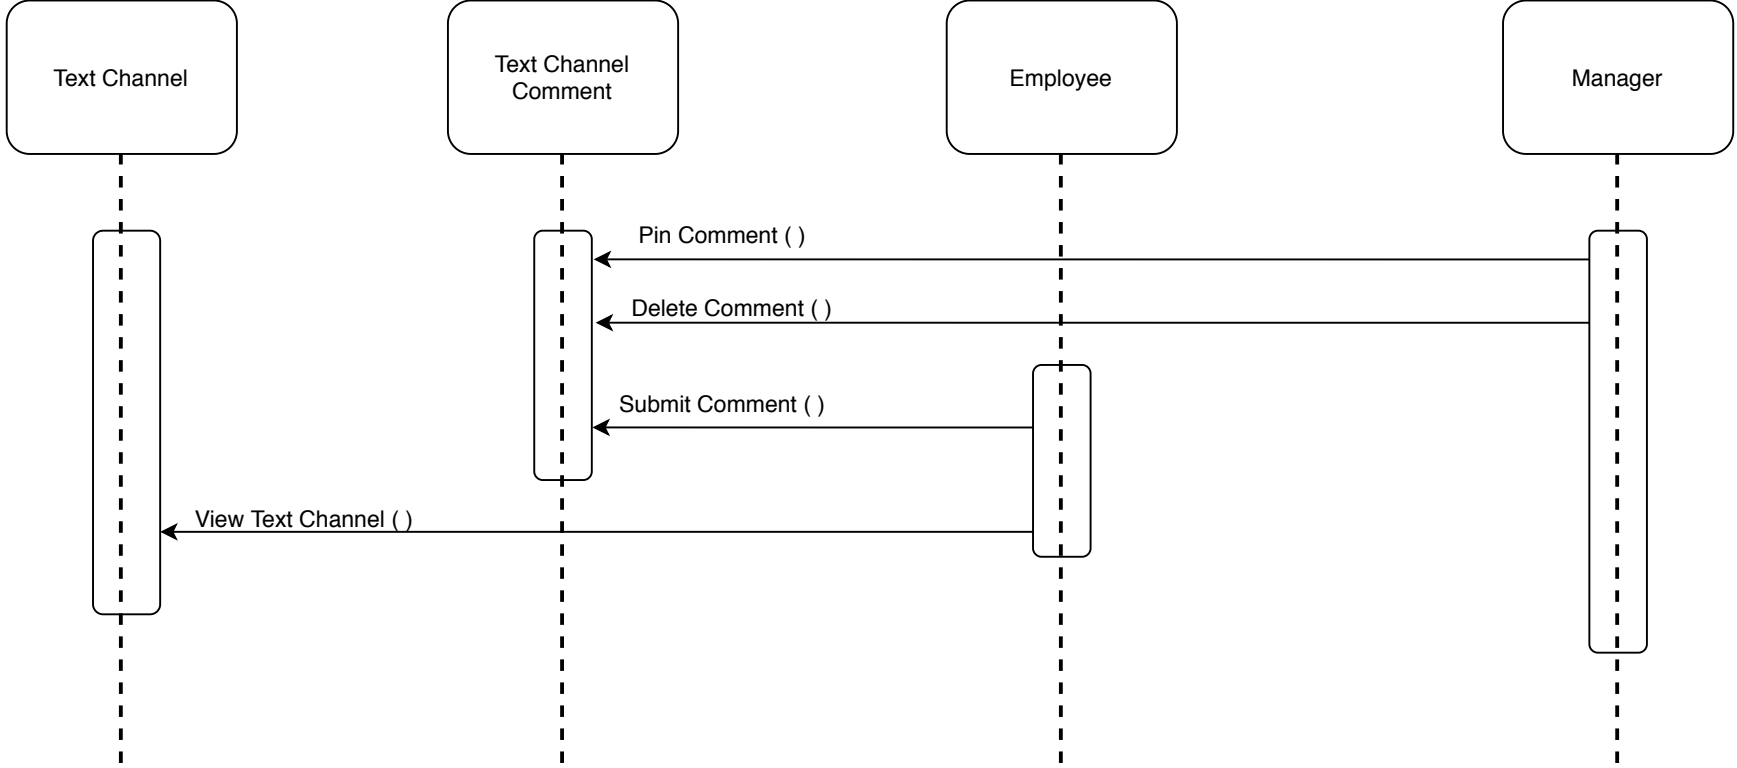 Text Channel
Text Channel
Comment
Employee
Manager
Pin Comment ( )
Delete Comment ( )
Submit Comment ( )
View Text Channel ( )